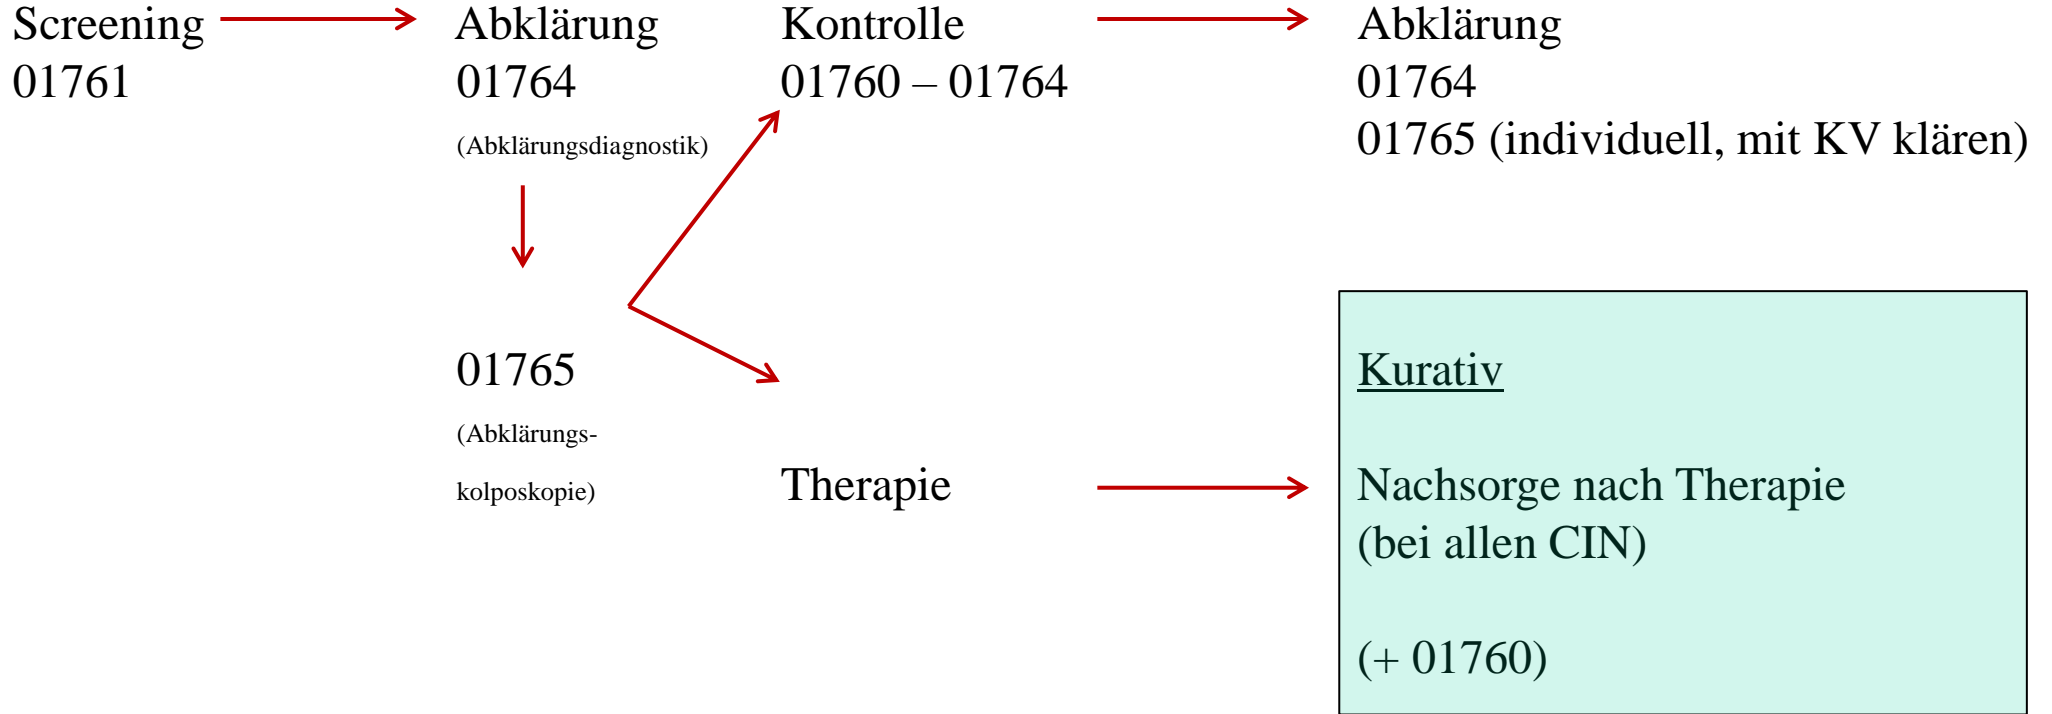 Screening
01761
Abklärung
01764
(Abklärungsdiagnostik)
01765
(Abklärungs-
kolposkopie)
Kontrolle
01760 – 01764
Therapie
Abklärung
01764
01765 (individuell, mit KV klären)
Kurativ
Nachsorge nach Therapie
(bei allen CIN)
(+ 01760)